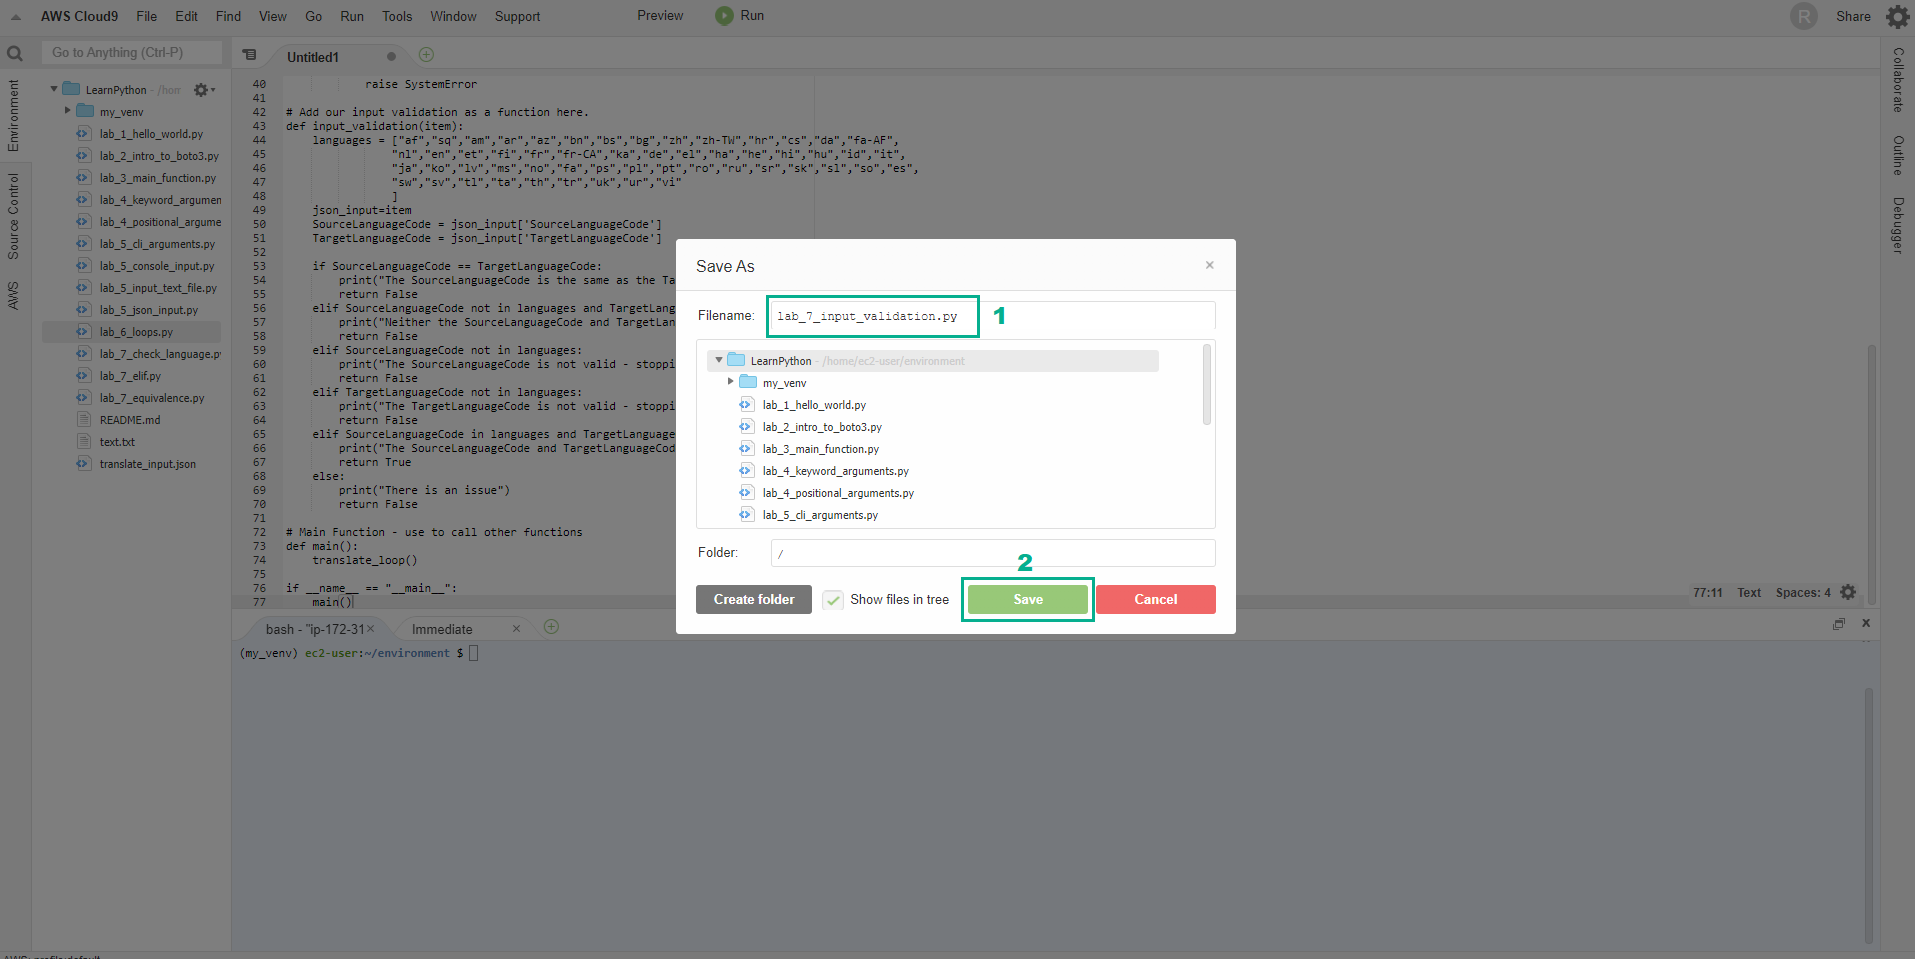 AWS Cloud9 File Edit Find View Go Run Tools Window Support Preview Run R Share
Go to Anything (Ctrl-P)
Untitled1
Environment
Source Control
AWS
Collaborate
Outline
Debugger
LearnPython - /hom
my_venv
lab_1_hello_world.py
lab_2_intro_to_boto3.py
lab_3_main_function.py
lab_4_keyword_argumen
lab_4_positional_argume
lab_5_cli_arguments.py
lab_5_console_input.py
lab_5_input_text_file.py
lab_5_json_input.py
lab_6_loops.py
lab_7_check_language.py
lab_7_elif.py
lab_7_equivalence.py
README.md
text.txt
translate_input.json
40 raise SystemError
41
42 # Add our input validation as a function here.
43 def input_validation(item):
44 languages = ["af","sq","am","ar","az","bn","bs","bg","zh","zh-TW","hr","cs","da","fa-AF",
45 "nl","en","et","fi","fr","fr-CA","ka","de","el","ha","he","hi","hu","id","it",
46 "ja","ko","lv","ms","no","fa","ps","pl","pt","ro","ru","sr","sk","sl","so","es",
47 "sw","sv","tl","ta","th","tr","uk","ur","vi"
48 ]
49 json_input=item
50 SourceLanguageCode = json_input['SourceLanguageCode']
51 TargetLanguageCode = json_input['TargetLanguageCode']
52
53 if SourceLanguageCode == TargetLanguageCode:
54 print("The SourceLanguageCode is the same as the Ta
55 return False
56 elif SourceLanguageCode not in languages and TargetLang
57 print("Neither the SourceLanguageCode and TargetLan
58 return False
59 elif SourceLanguageCode not in languages:
60 print("The SourceLanguageCode is not valid - stoppi
61 return False
62 elif TargetLanguageCode not in languages:
63 print("The TargetLanguageCode is not valid - stoppi
64 return False
65 elif SourceLanguageCode in languages and TargetLanguage
66 print("The SourceLanguageCode and TargetLanguageCod
67 return True
68 else:
69 print("There is an issue")
70 return False
71
72 # Main Function - use to call other functions
73 def main():
74 translate_loop()
75
76 if __name__ == "__main__":
77 main()
77:11 Text Spaces: 4
Save As
Filename: lab_7_input_validation.py 1
LearnPython - /home/ec2-user/environment
my_venv
lab_1_hello_world.py
lab_2_intro_to_boto3.py
lab_3_main_function.py
lab_4_keyword_arguments.py
lab_4_positional_arguments.py
lab_5_cli_arguments.py
Folder: /
2
Create folder Show files in tree Save Cancel
bash - "ip-172-31 Immediate
(my_venv) ec2-user:~/environment $